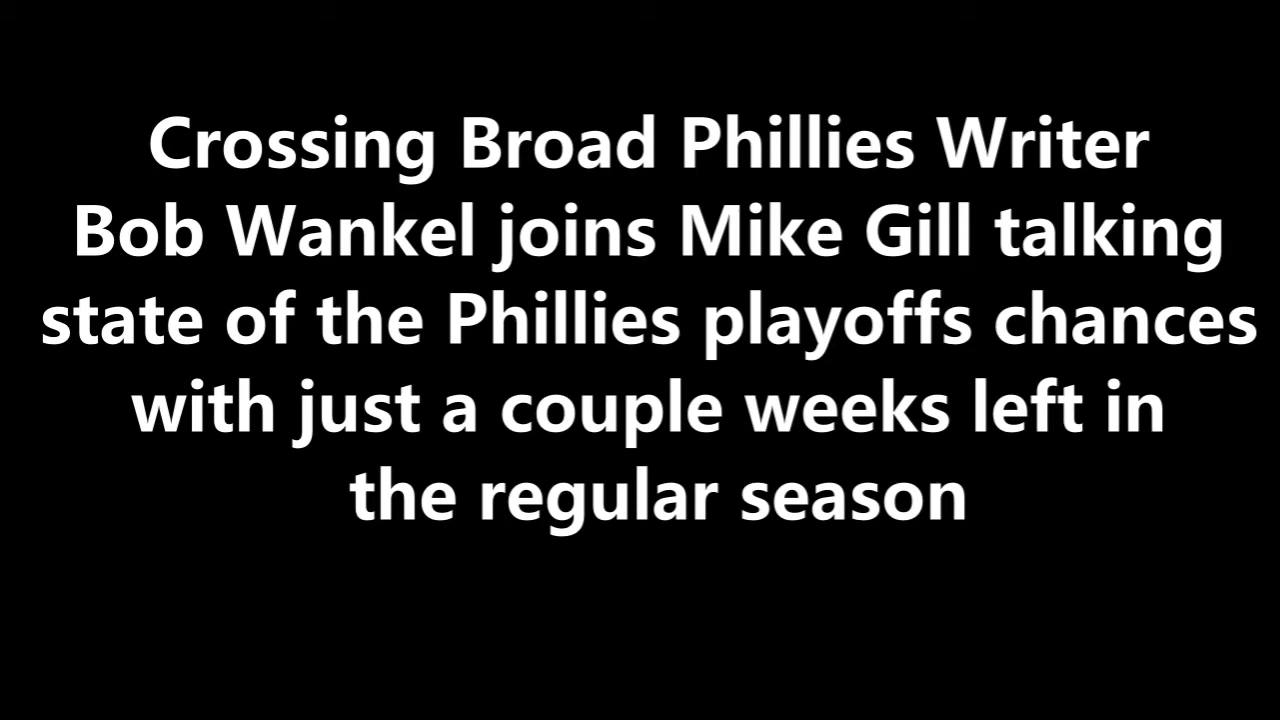 Crossing Broad Phillies Writer
Bob Wankel joins Mike Gill talking
state of the Phillies playoffs chances
with just a couple weeks left in
the regular season